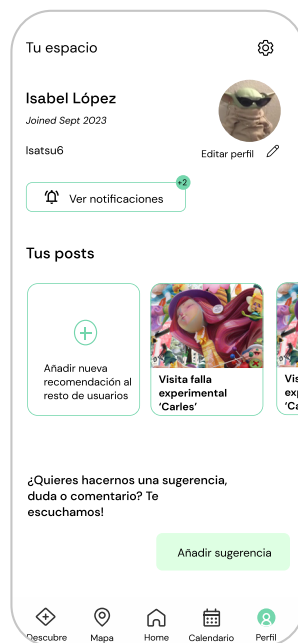 Tu espacio
Isabel López
Joined Sept 2023
Isatsu6
Editar perfil
+2
Ver notificaciones
Tus posts
Añadir nueva
recomendación al
resto de usuarios
Visita falla
experimental
‘Carles’
¿Quieres hacernos una sugerencia,
duda o comentario? Te
escuchamos!
Añadir sugerencia
Descubre
Mapa
Home
Calendario
Perfil